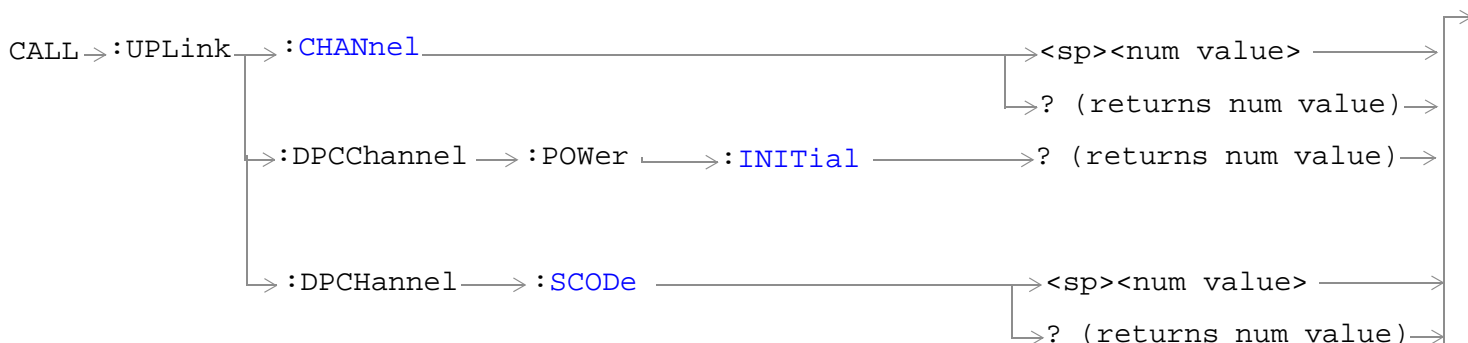 CALL :UPLink :CHANnel <sp><num value>
? (returns num value)
:DPCChannel :POWer :INITial ? (returns num value)
:DPCHannel :SCODe <sp><num value>
? (returns num value)